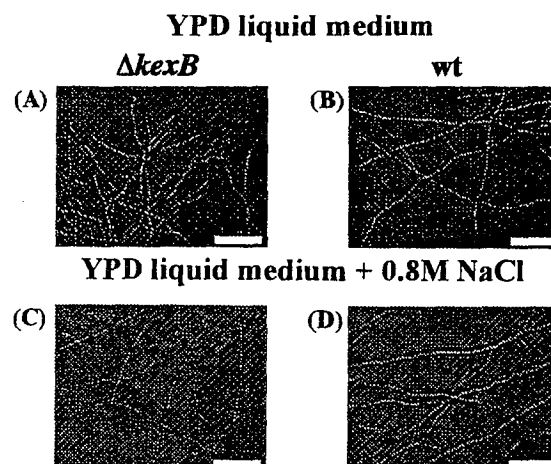 YPD liquid medium
ΔkexB wt
(A) (B)
YPD liquid medium + 0.8M NaCl
(C) (D)